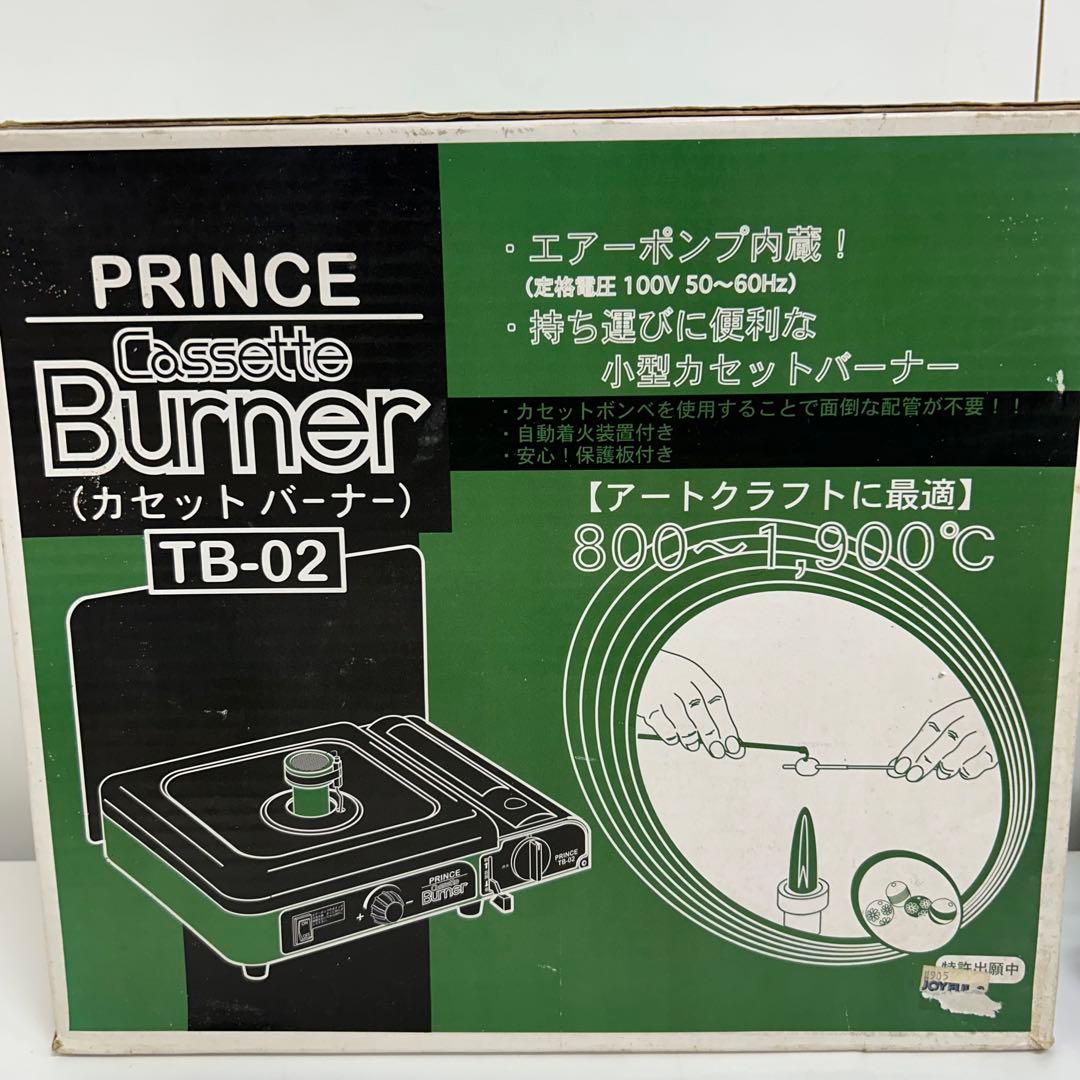 PRINCE
Cassette
Burner
(カセット バーナー)
TB-02
・エアーポンプ内蔵！
(定格電圧 100V 50～60Hz)
・持ち運びに便利な
小型カセットバーナー
・カセットボンベを使用することで面倒な配管が不要！！
・自動着火装置付き
・安心！保護板付き
【アートクラフトに最適】
800～1,900℃
PRINCE
TB-02
PRINCE
Cassette
Burner
+ -
特許出願中
JOYFUL